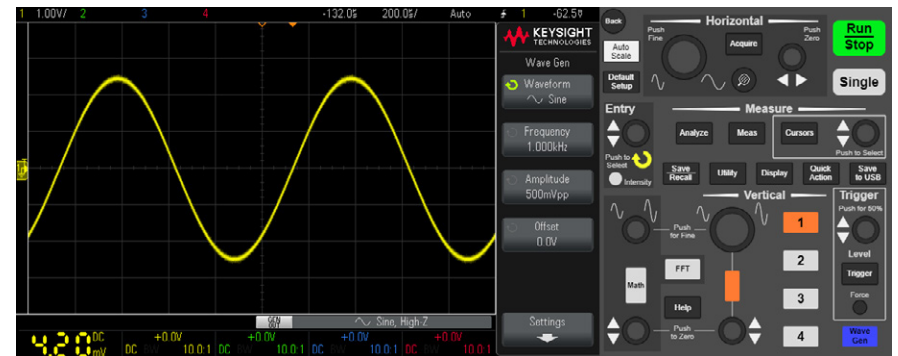 1 1.00V/ 2 3 4 -132.0s 200.0s/ Auto 1 -62.5
KEYSIGHT
TECHNOLOGIES
Wave Gen
Waveform
Sine
Frequency
1.000kHz
Amplitude
500mVpp
Offset
0.0V
Settings
Sine, High-Z
4.20 DC
mV
+0.0V +0.0V +0.0V +0.0V
DC 10.0:1 DC 10.0:1 DC 10.0:1 DC 10.0:1
Back
Horizontal
Push
Fine
Push
Zero
Run
Stop
Auto
Scale
Acquire
Default
Setup
Single
Entry
Measure
Analyze
Meas
Cursors
Push to Select
Push to
Select
Intensity
Save
Recall
Utility
Display
Quick
Action
Save
to USB
Vertical
Trigger
Push for 50%
Push
for Fine
1
Level
2
FFT
Trigger
Math
3
Force
Help
Push
to Zero
4
Wave
Gen